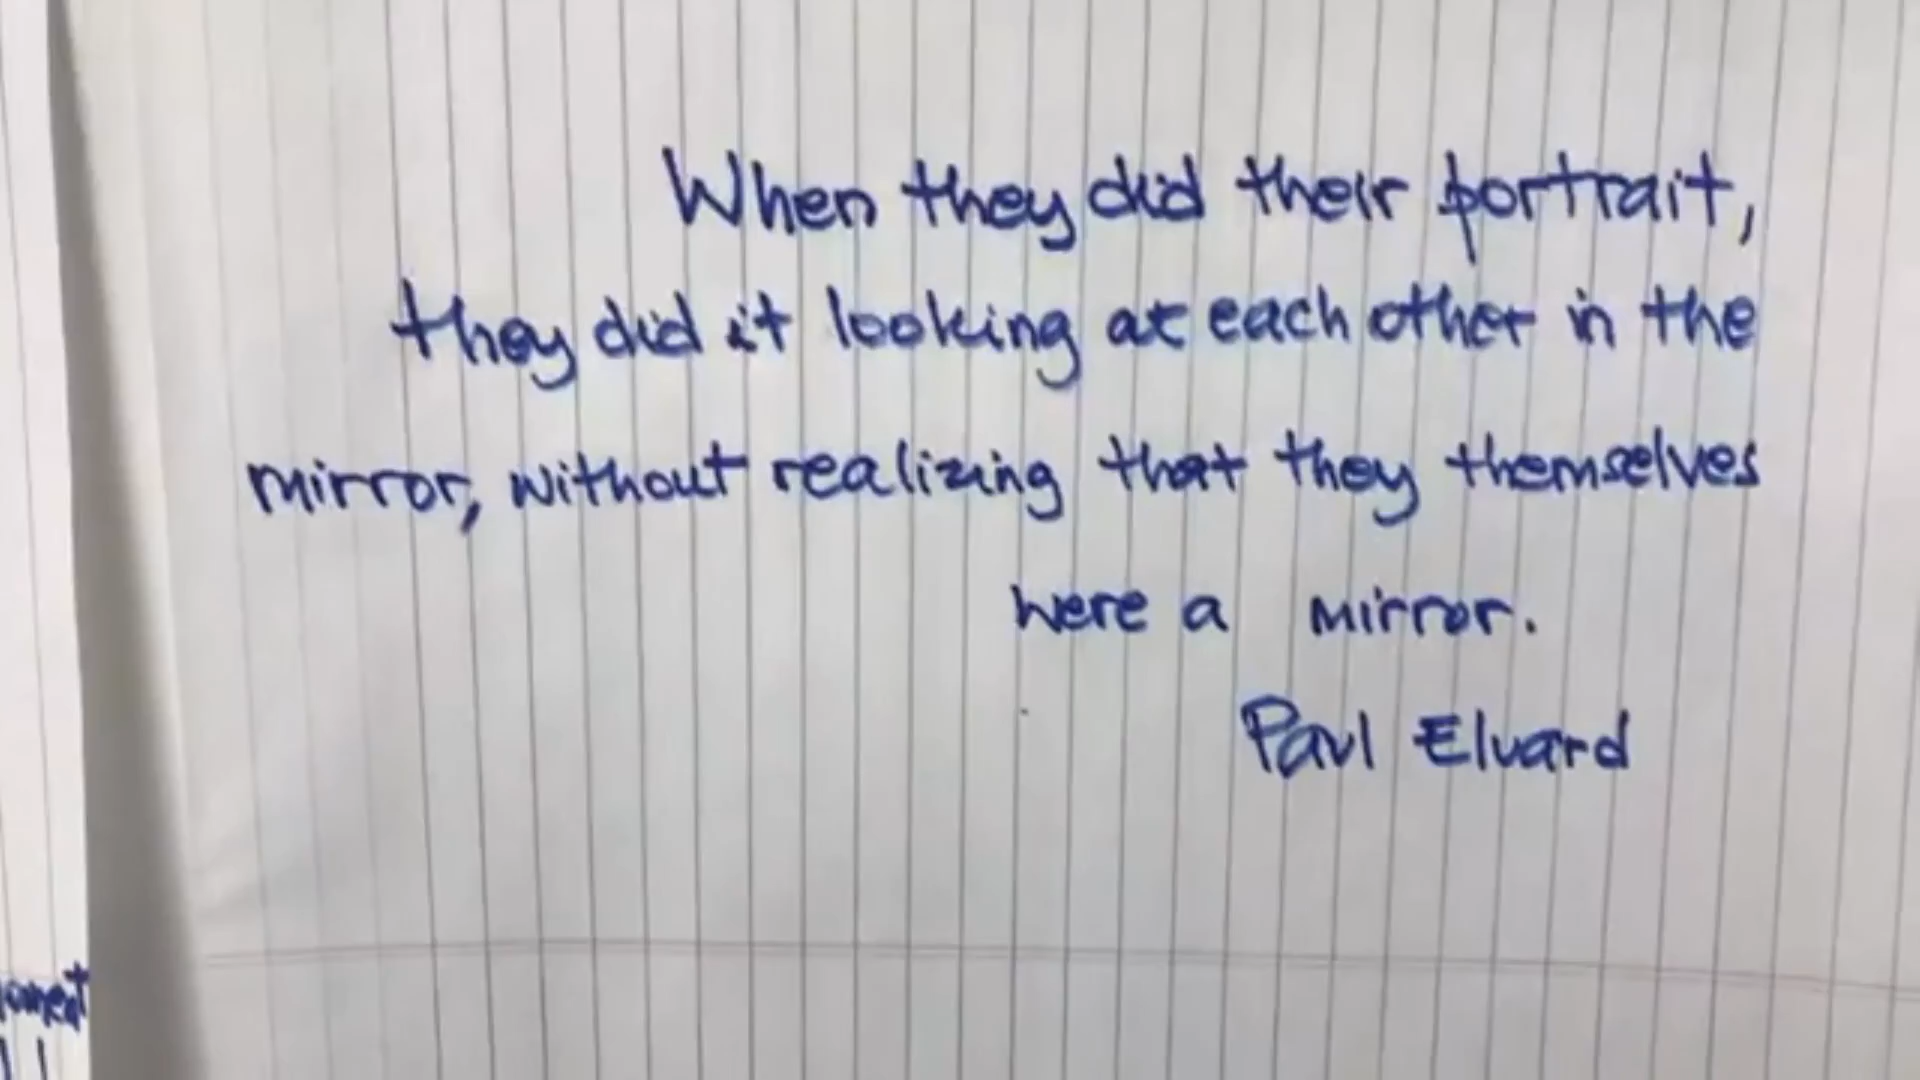 When they did their portrait,
they did it looking at each other in the
mirror, without realizing that they themselves
were a mirror.
Paul Eluard